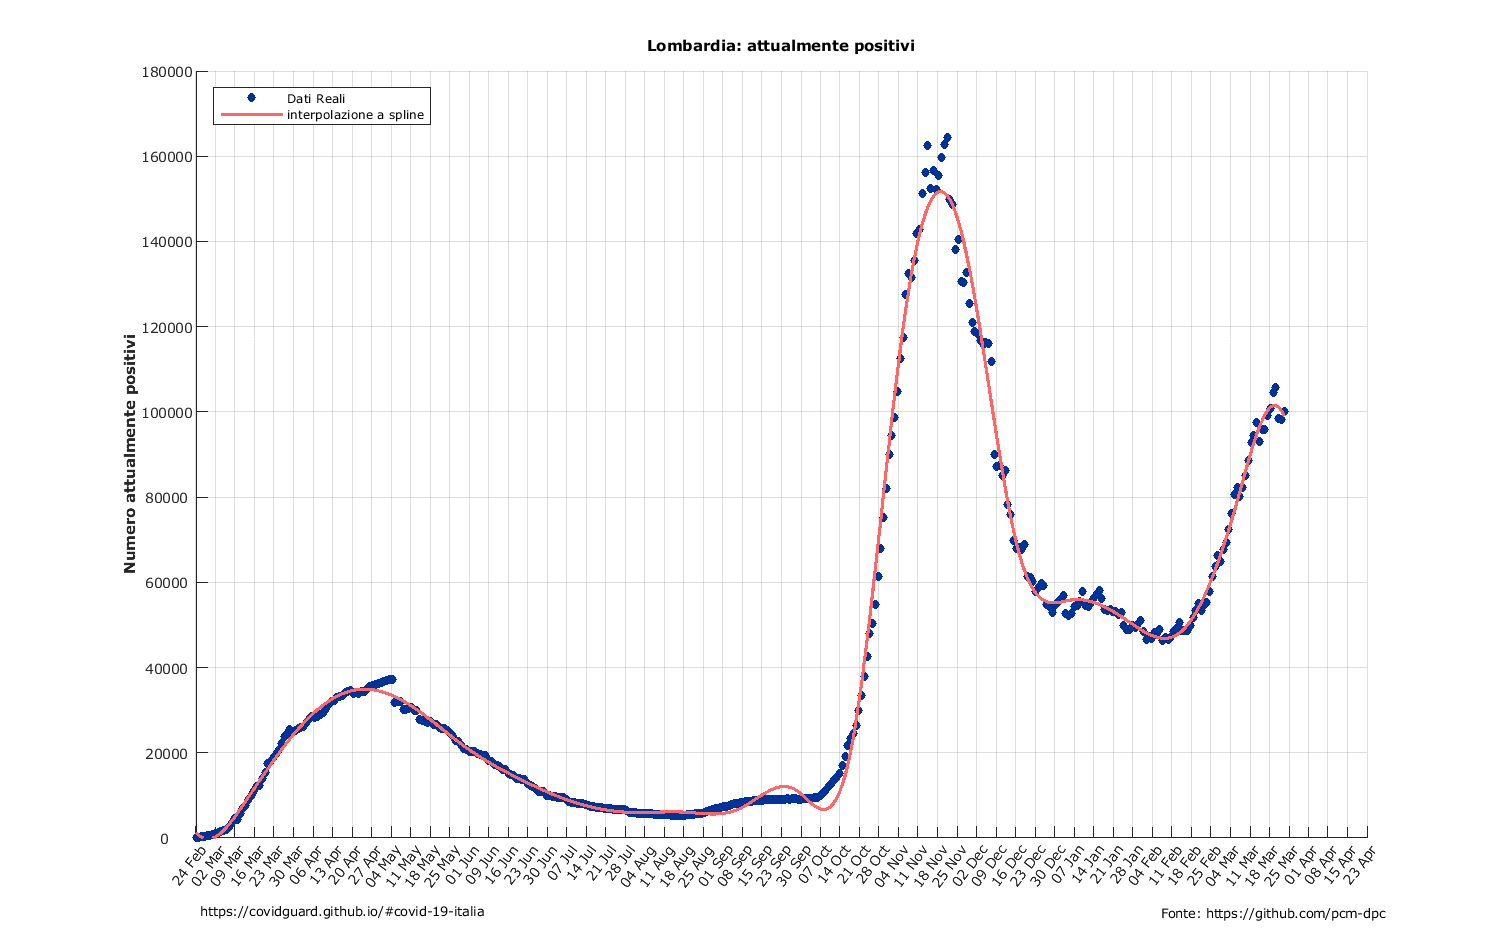 Lombardia: attualmente positivi
180000
160000
140000
120000
100000
80000
60000
40000
20000
0
Numero attualmente positivi
Dati Reali
interpolazione a spline
24 Feb
02 Mar
09 Mar
16 Mar
23 Mar
30 Mar
06 Apr
13 Apr
20 Apr
27 Apr
04 May
11 May
18 May
25 May
01 Jun
09 Jun
16 Jun
23 Jun
30 Jun
07 Jul
14 Jul
21 Jul
28 Jul
04 Aug
11 Aug
18 Aug
25 Aug
01 Sep
08 Sep
15 Sep
23 Sep
30 Sep
07 Oct
14 Oct
21 Oct
28 Oct
04 Nov
11 Nov
18 Nov
25 Nov
02 Dec
09 Dec
16 Dec
23 Dec
30 Dec
07 Jan
14 Jan
21 Jan
28 Jan
04 Feb
11 Feb
18 Feb
25 Feb
04 Mar
11 Mar
18 Mar
25 Mar
01 Apr
08 Apr
15 Apr
23 Apr
https://covidguard.github.io/#covid-19-italia
Fonte: https://github.com/pcm-dpc